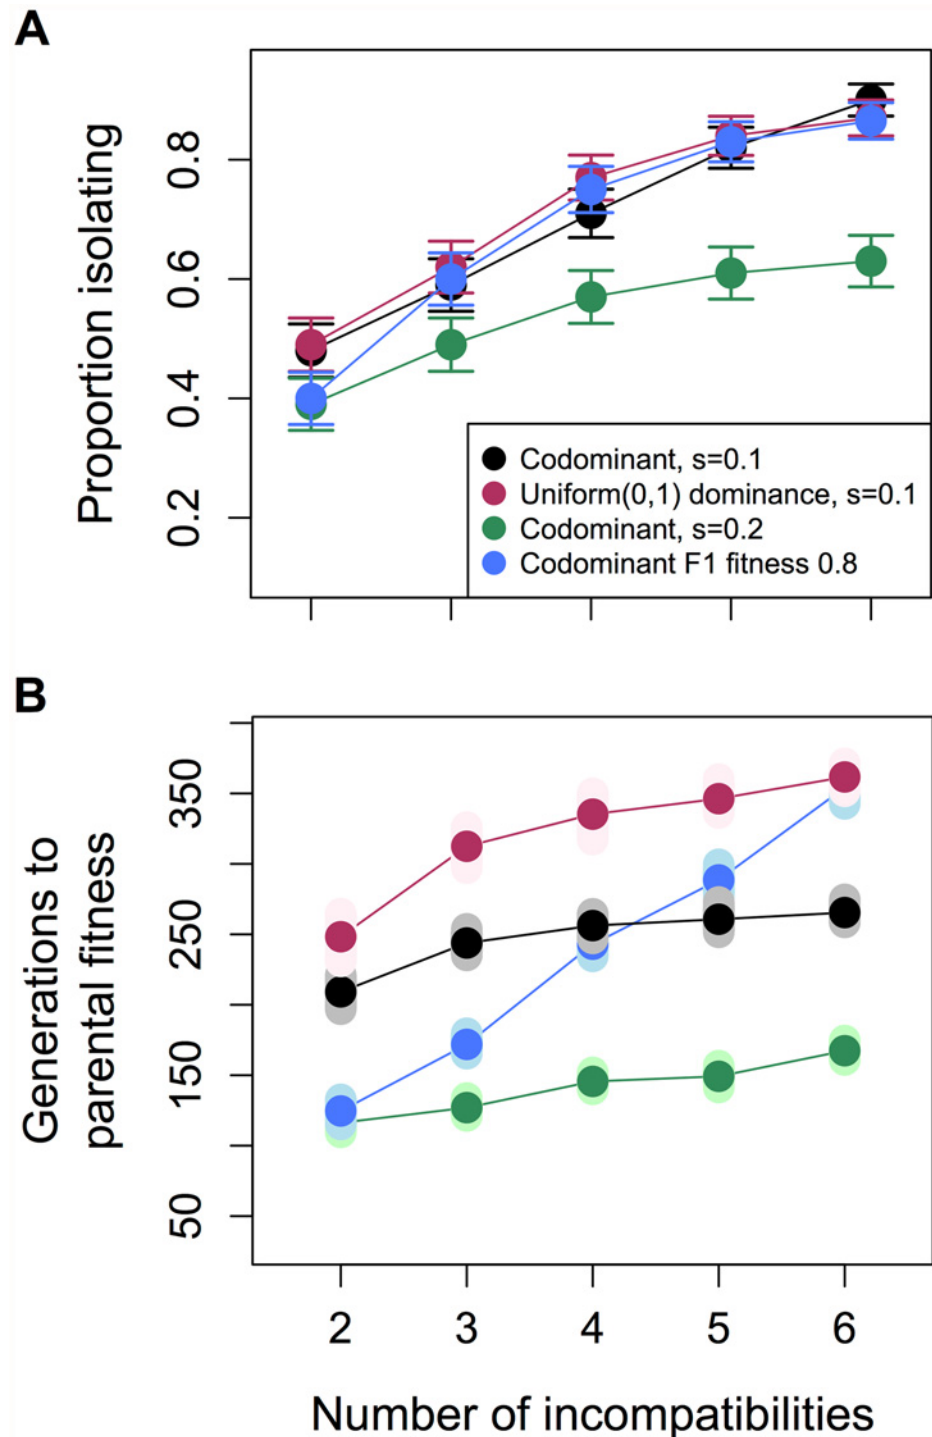 A
Proportion isolating
0.8
0.6
0.4
0.2
Codominant, s=0.1
Uniform(0,1) dominance, s=0.1
Codominant, s=0.2
Codominant F1 fitness 0.8
B
Generations to
parental fitness
350
250
150
50
2 3 4 5 6
Number of incompatibilities